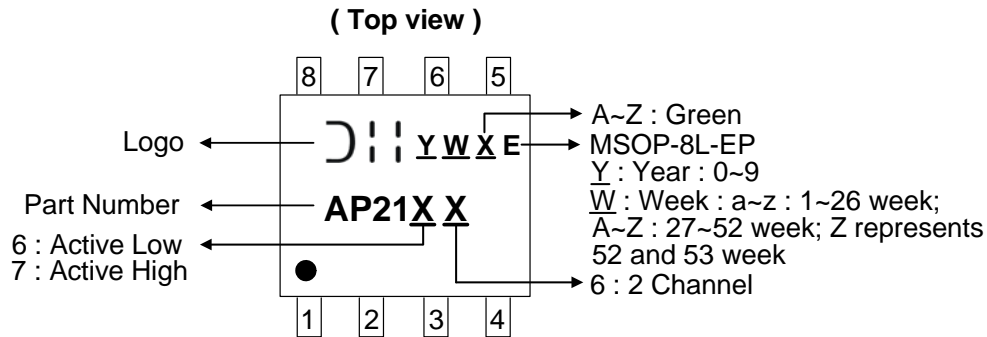 ( Top view )
8 7 6 5
A~Z : Green
Logo
Y W X E
MSOP-8L-EP
Y : Year : 0~9
W : Week : a~z : 1~26 week;
A~Z : 27~52 week; Z represents
52 and 53 week
Part Number
AP21X X
6 : Active Low
7 : Active High
6 : 2 Channel
1 2 3 4